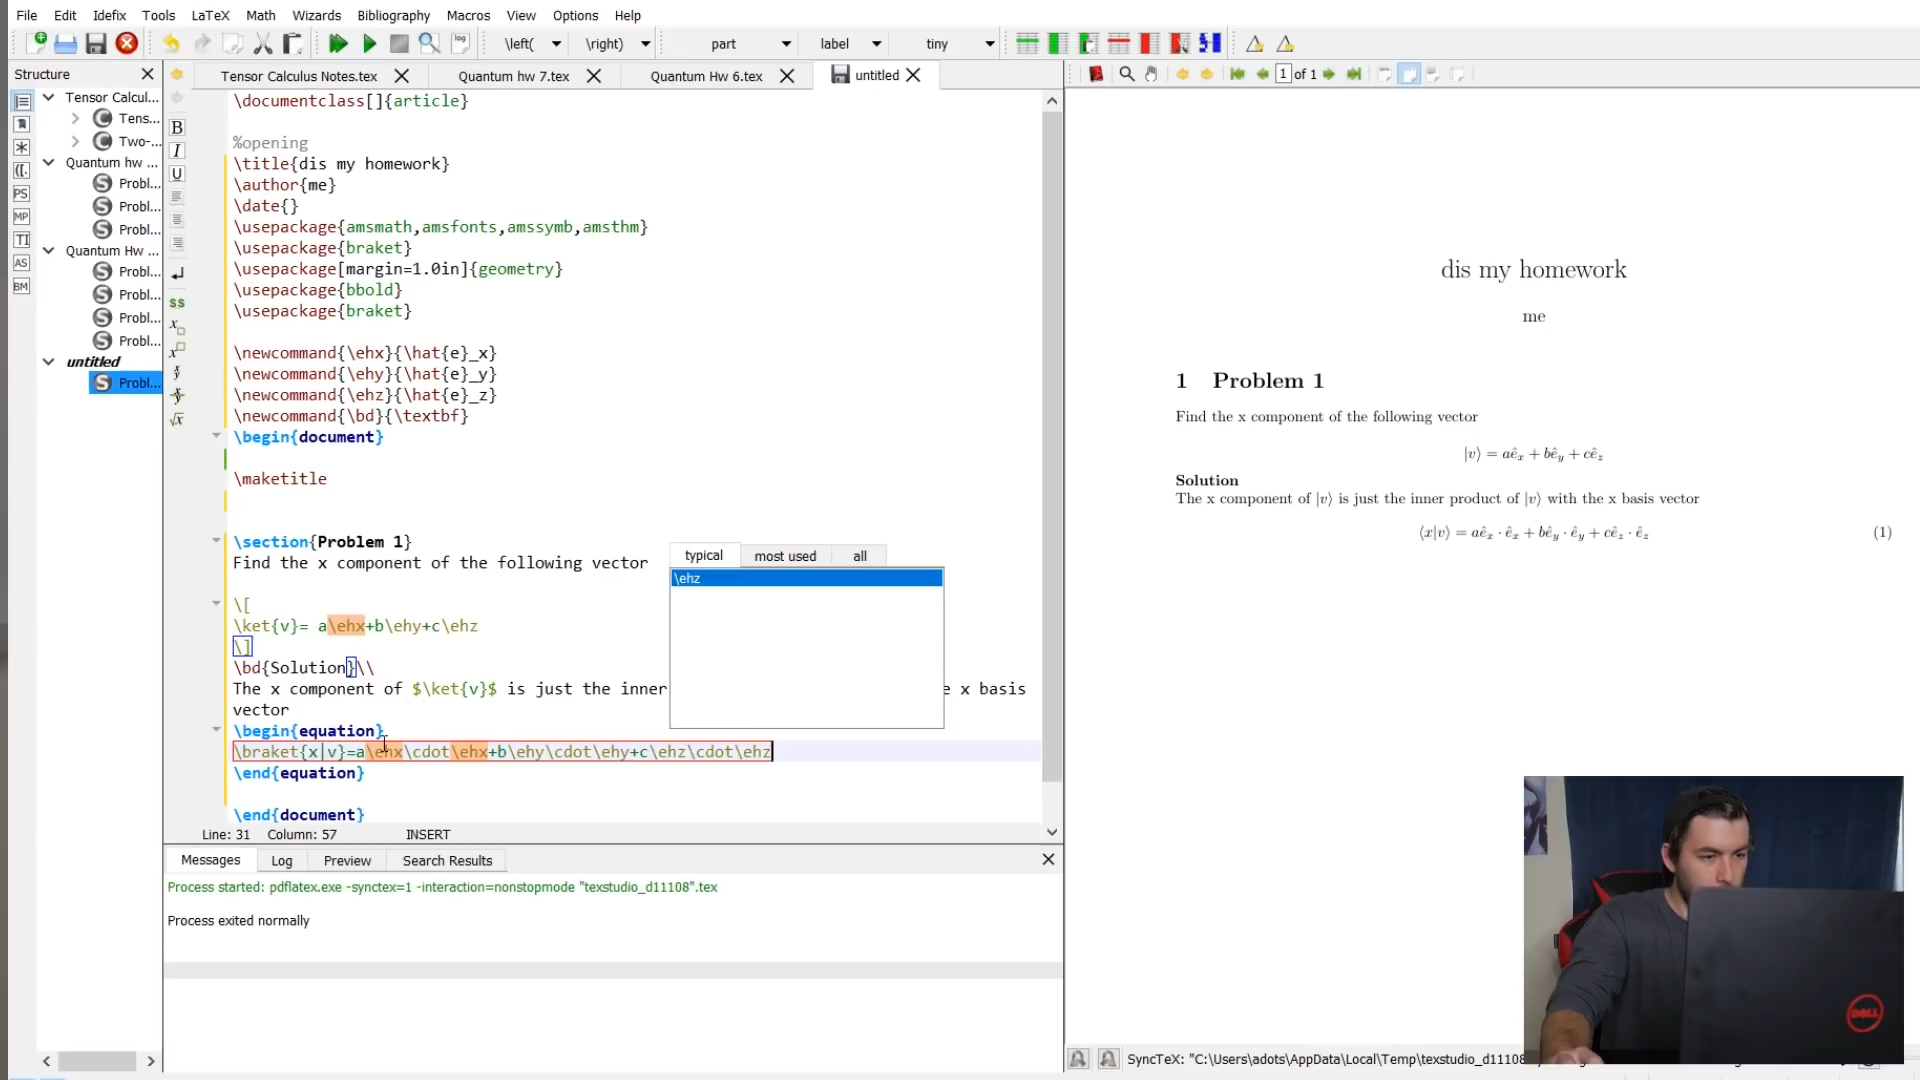 File Edit Idefix Tools LaTeX Math Wizards Bibliography Macros View Options Help
log \left( \right) part label tiny
Structure
Tensor Calculus Notes.tex Quantum hw 7.tex Quantum Hw 6.tex untitled
1 of 1
Tensor Calcul...
Tens...
Two-...
Quantum hw ...
Probl...
Probl...
Probl...
Quantum Hw ...
Probl...
Probl...
Probl...
Probl...
untitled
Probl...
PS
MP
TI
AS
BM
B
I
U
$$
\documentclass[]{article}
%opening
\title{dis my homework}
\author{me}
\date{}
\usepackage{amsmath,amsfonts,amssymb,amsthm}
\usepackage{braket}
\usepackage[margin=1.0in]{geometry}
\usepackage{bbold}
\usepackage{braket}
\newcommand{\ehx}{\hat{e}_x}
\newcommand{\ehy}{\hat{e}_y}
\newcommand{\ehz}{\hat{e}_z}
\newcommand{\bd}{\textbf}
\begin{document}
\maketitle
\section{Problem 1}
Find the x component of the following vector
\[
\ket{v}= a\ehx+b\ehy+c\ehz
\]
\bd{Solution}\\
The x component of $\ket{v}$ is just the inner e x basis
vector
\begin{equation}
\braket{x|v}=a\ehx\cdot\ehx+b\ehy\cdot\ehy+c\ehz\cdot\ehz
\end{equation}
\end{document}
typical most used all
\ehz
Line: 31 Column: 57 INSERT
Messages Log Preview Search Results
Process started: pdflatex.exe -synctex=1 -interaction=nonstopmode "texstudio_d11108".tex
Process exited normally
dis my homework
me
1 Problem 1
Find the x component of the following vector
|v⟩ = aêₓ + bê_y + cê_z
Solution
The x component of |v⟩ is just the inner product of |v⟩ with the x basis vector
⟨x|v⟩ = aêₓ · êₓ + bê_y · ê_y + cê_z · ê_z (1)
SyncTeX: "C:\Users\adots\AppData\Local\Temp\texstudio_d11108
DELL